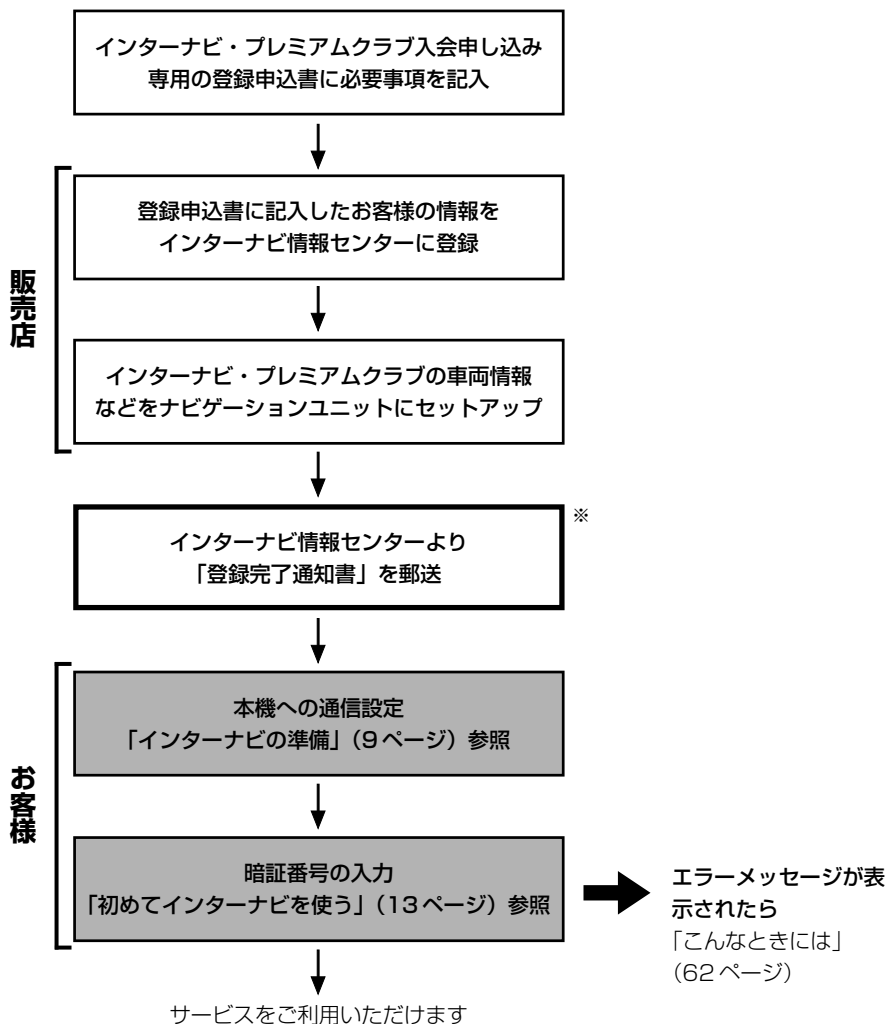 インターナビ・プレミアムクラブ入会申し込み
専用の登録申込書に必要事項を記入
販売店
登録申込書に記入したお客様の情報を
インターナビ情報センターに登録
インターナビ・プレミアムクラブの車両情報
などをナビゲーションユニットにセットアップ
インターナビ情報センターより
「登録完了通知書」を郵送
※
お客様
本機への通信設定
「インターナビの準備」(9ページ)参照
暗証番号の入力
「初めてインターナビを使う」(13ページ)参照
エラーメッセージが表
示されたら
「こんなときには」
(62ページ)
サービスをご利用いただけます